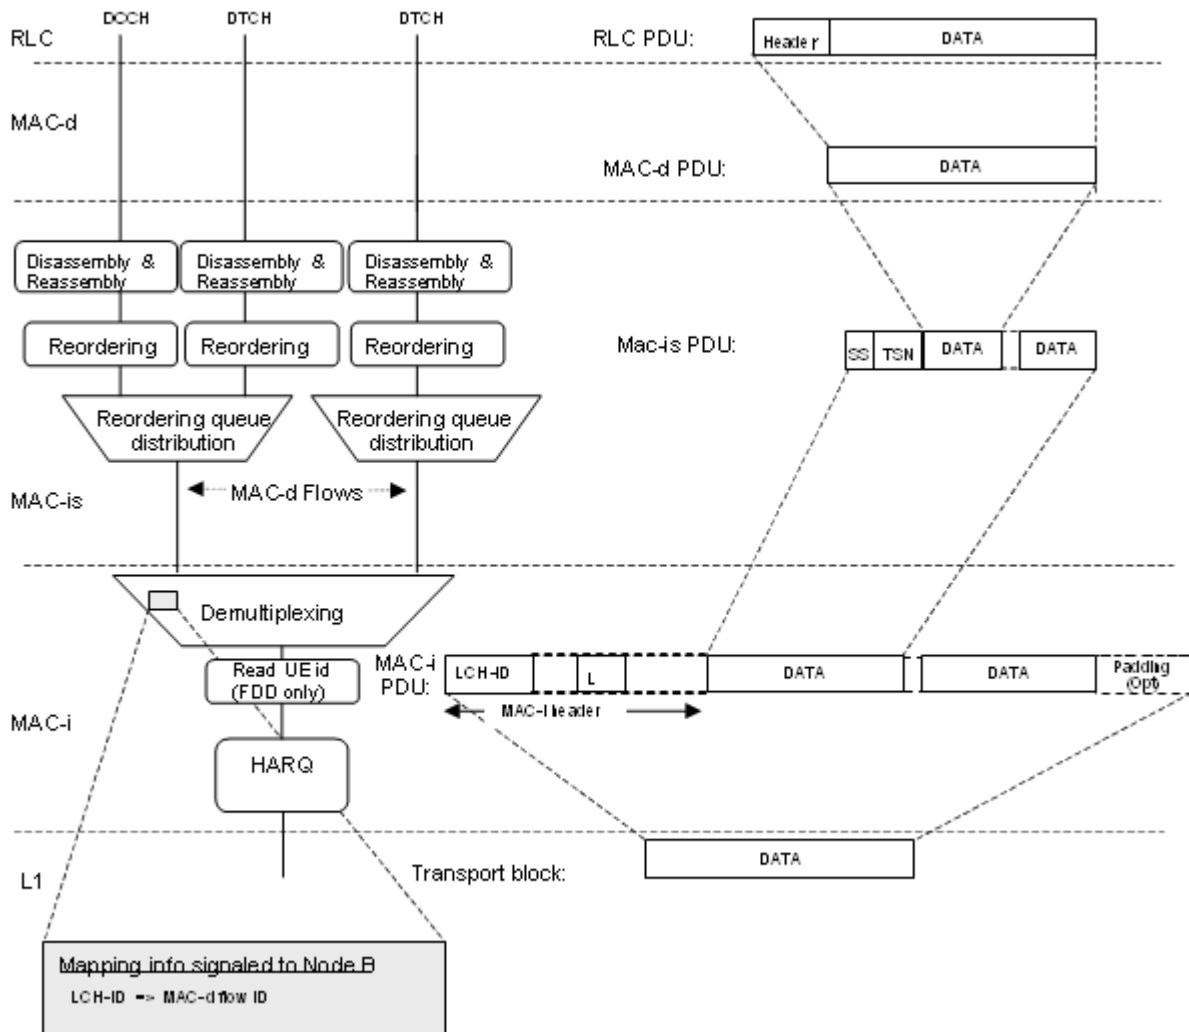 DCCH DTCH DTCH
RLC
RLC PDU:
Header DATA
MAC-d
MAC-d PDU:
DATA
Disassembly &
Reassembly
Disassembly &
Reassembly
Disassembly &
Reassembly
Reordering
Reordering
Reordering
Mac-is PDU:
SS TSN DATA DATA
Reordering queue
distribution
Reordering queue
distribution
MAC-is
MAC-d Flows
Demultiplexing
Read UE id
(FDD only)
MAC-i
PDU:
LCH-ID L DATA DATA Padding
(Opt)
MAC-i header
MAC-i
HARQ
L1
Transport block:
DATA
Mapping info signaled to Node B
LCH-ID => MAC-d flow ID